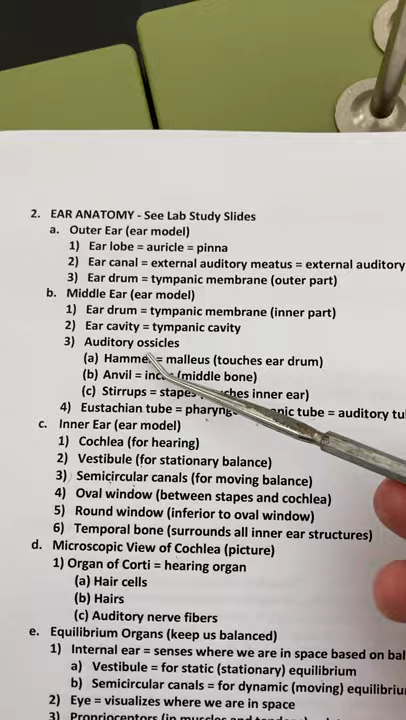 2. EAR ANATOMY - See Lab Study Slides
a. Outer Ear (ear model)
1) Ear lobe = auricle = pinna
2) Ear canal = external auditory meatus = external auditory
3) Ear drum = tympanic membrane (outer part)
b. Middle Ear (ear model)
1) Ear drum = tympanic membrane (inner part)
2) Ear cavity = tympanic cavity
3) Auditory ossicles
(a) Hammer = malleus (touches ear drum)
(b) Anvil = (middle bone)
(c) Stirrups = stapes inner ear)
4) Eustachian tube = tube = auditory
c. Inner Ear (ear model)
1) Cochlea (for hearing)
2) Vestibule (for stationary balance)
3) Semicircular canals (for moving balance)
4) Oval window (between stapes and cochlea)
5) Round window (inferior to oval window)
6) Temporal bone (surrounds all inner ear structures)
d. Microscopic View of Cochlea (picture)
1) Organ of Corti = hearing organ
(a) Hair cells
(b) Hairs
(c) Auditory nerve fibers
e. Equilibrium Organs (keep us balanced)
1) Internal ear = senses where we are in space based on bal
a) Vestibule = for static (stationary) equilibrium
b) Semicircular canals = for dynamic (moving) equilibriu
2) Eye = visualizes where we are in space
3) Proprioceptors (in muscles and